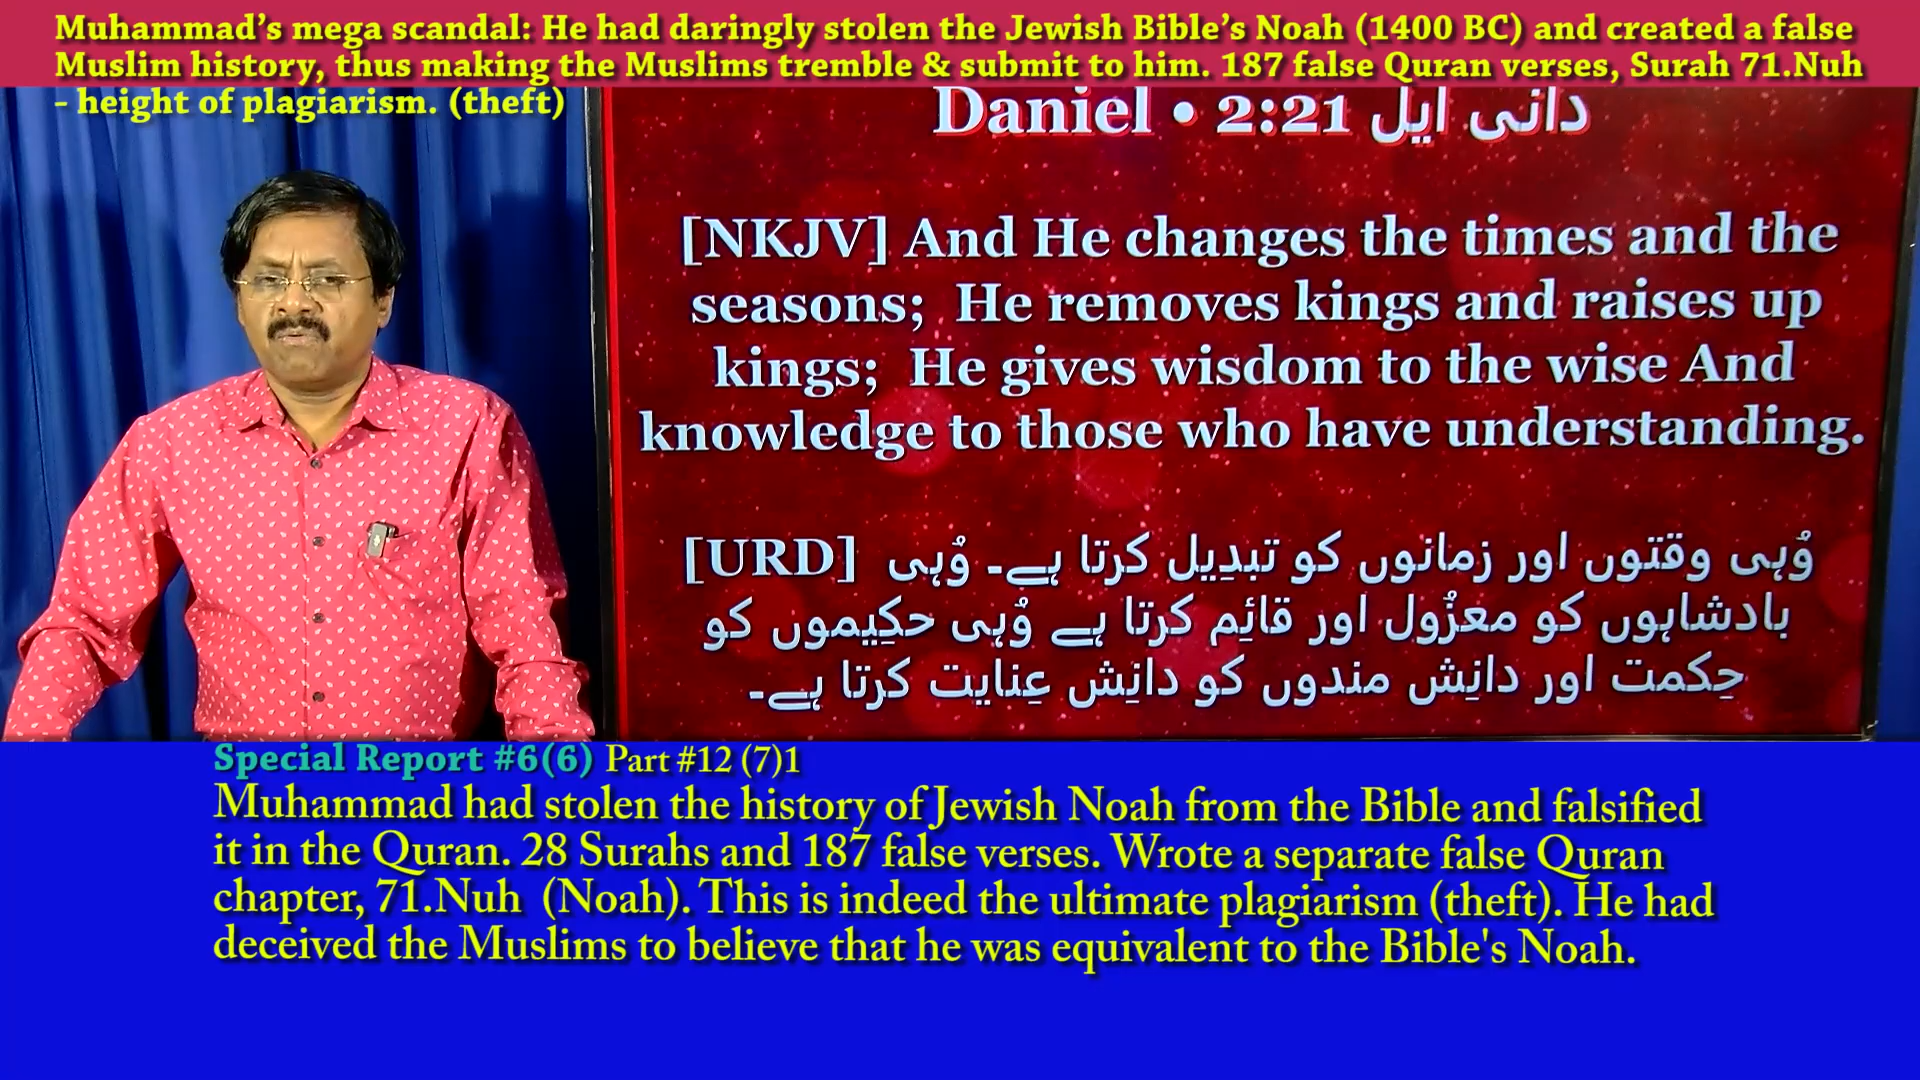 Muhammad’s mega scandal: He had daringly stolen the Jewish Bible’s Noah (1400 BC) and created a false
Muslim history, thus making the Muslims tremble & submit to him. 187 false Quran verses, Surah 71.Nuh
- height of plagiarism. (theft)
Daniel • 2:21 دانی ایل
[NKJV] And He changes the times and the
seasons;  He removes kings and raises up
kings;  He gives wisdom to the wise And
knowledge to those who have understanding.
[URD] وُہی وقتوں اور زمانوں کو تبدِیل کرتا ہے۔ وُہی
بادشاہوں کو معزُول اور قائِم کرتا ہے وُہی حکِیموں کو
حِکمت اور دانِش مندوں کو دانِش عِنایت کرتا ہے۔
Special Report #6(6) Part #12 (7)1
Muhammad had stolen the history of Jewish Noah from the Bible and falsified
it in the Quran. 28 Surahs and 187 false verses. Wrote a separate false Quran
chapter, 71.Nuh  (Noah). This is indeed the ultimate plagiarism (theft). He had
deceived the Muslims to believe that he was equivalent to the Bible's Noah.